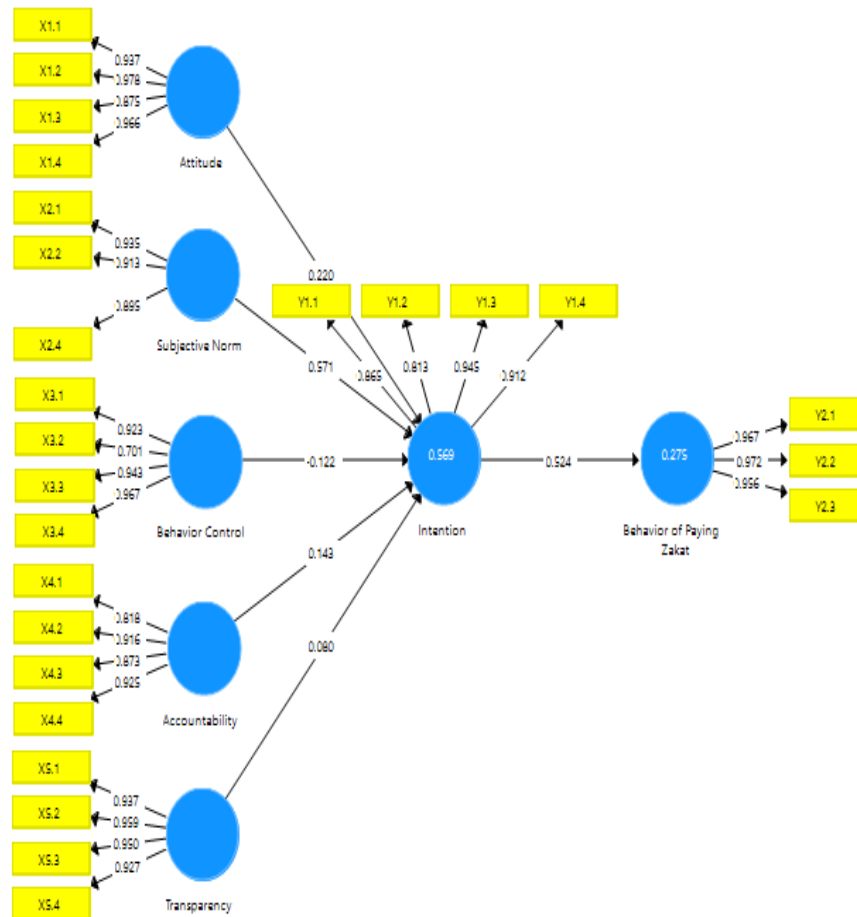 X1.1
X1.2
X1.3
X1.4
0.937
0.978
0.875
0.966
Attitude
X2.1
X2.2
X2.4
0.935
0.913
0.895
Subjective Norm
X3.1
X3.2
X3.3
X3.4
0.923
0.701
0.943
0.967
Behavior Control
X4.1
X4.2
X4.3
X4.4
0.818
0.916
0.873
0.925
Accountability
X5.1
X5.2
X5.3
X5.4
0.937
0.959
0.950
0.927
Transparency
0.220
0.571
-0.122
0.143
0.080
Y1.1
Y1.2
Y1.3
Y1.4
0.865
0.813
0.945
0.912
0.569
Intention
0.524
0.275
Behavior of Paying
Zakat
0.967
0.972
0.956
Y2.1
Y2.2
Y2.3